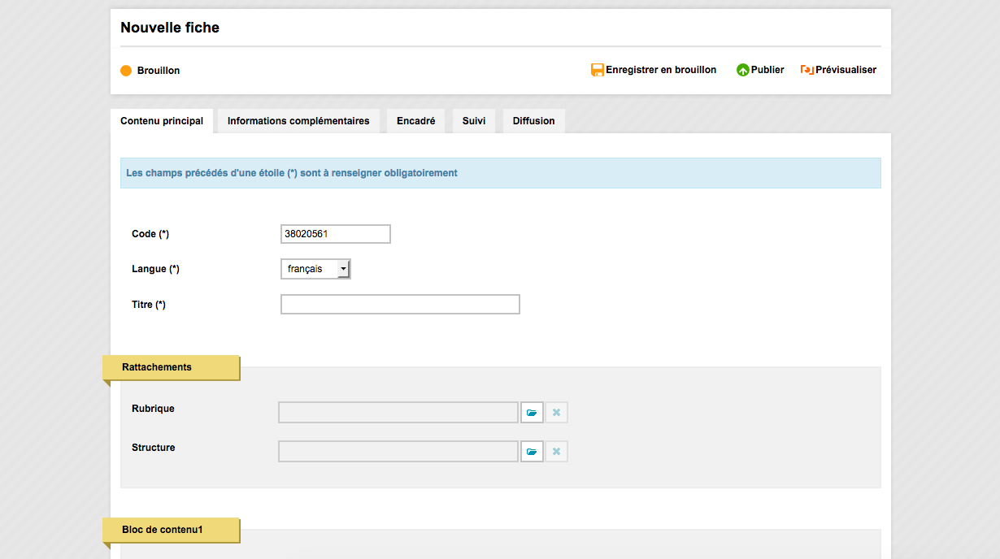 Nouvelle fiche
Brouillon
Enregistrer en brouillon
Publier
Prévisualiser
Contenu principal
Informations complémentaires
Encadré
Suivi
Diffusion
Les champs précédés d'une étoile (*) sont à renseigner obligatoirement
Code (*)
38020561
Langue (*)
français
Titre (*)
Rattachements
Rubrique
Structure
Bloc de contenu1